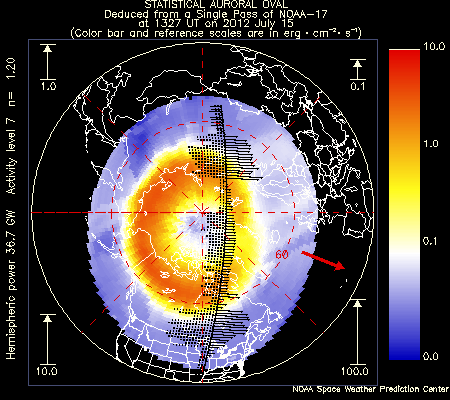 STATISTICAL AURORAL OVAL
Deduced from a Single Pass of NOAA-17
at 1327 UT on 2012 July 15
(Color bar and reference scales are in erg · cm⁻² · s⁻¹)
Hemispheric power 36.7 GW Activity level 7 n= 1.20
1.0
0.1
10.0
100.0
60
10.0
1.0
0.1
0.0
NOAA Space Weather Prediction Center